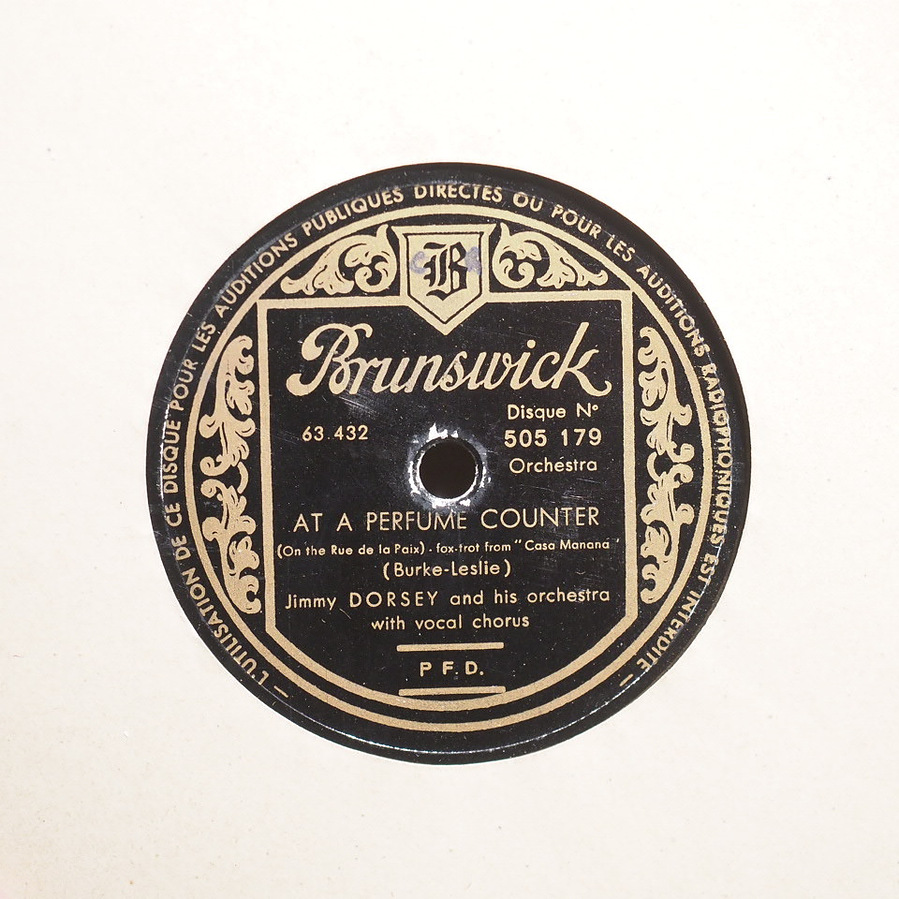 L'UTILISATION DE CE DISQUE POUR LES AUDITIONS PUBLIQUES DIRECTES OU POUR LES AUDITIONS RADIOPHONIQUES EST INTERDITE
B
Brunswick
Disque N°
63.432
505 179
Orchestra
AT A PERFUME COUNTER
(On the Rue de la Paix) - fox-trot from "Casa Manana"
(Burke-Leslie)
Jimmy DORSEY and his orchestra
with vocal chorus
P F. D.